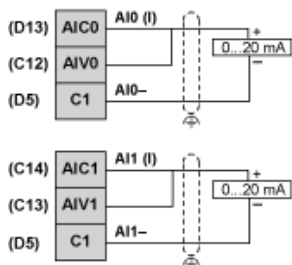 (D13) AIC0 AI0 (I) +
(C12) AIV0 0...20 mA
(D5) C1 AI0– –
(C14) AIC1 AI1 (I) +
(C13) AIV1 0...20 mA
(D5) C1 AI1– –